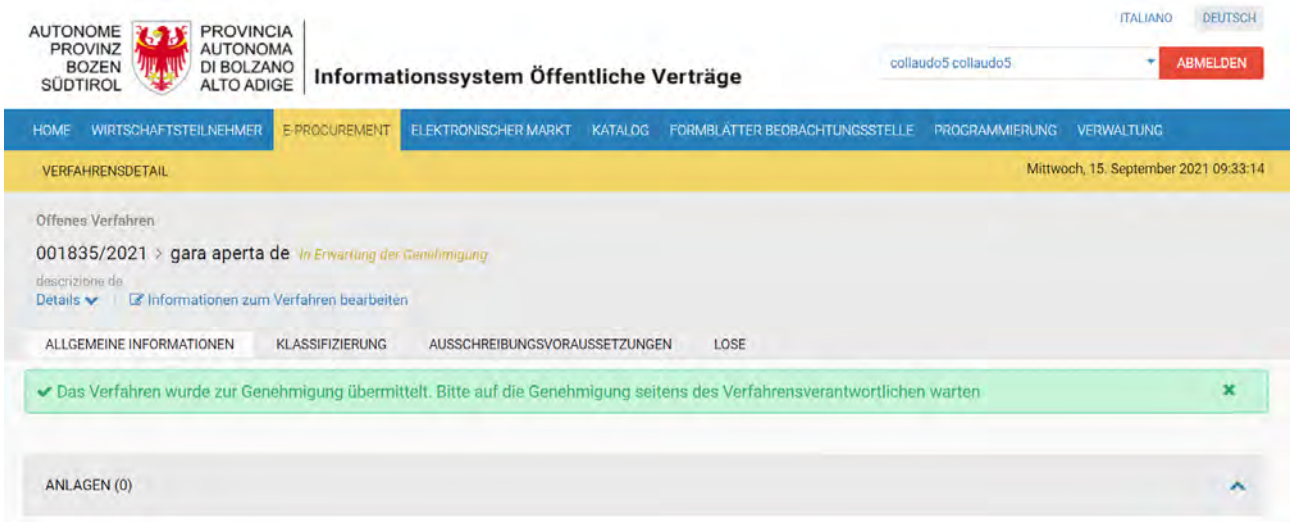 ITALIANO DEUTSCH
AUTONOME
PROVINZ
BOZEN
SÜDTIROL
PROVINCIA
AUTONOMA
DI BOLZANO
ALTO ADIGE
Informationssystem Öffentliche Verträge
collaudo5 collaudo5
ABMELDEN
HOME WIRTSCHAFTSTEILNEHMER E-PROCUREMENT ELEKTRONISCHER MARKT KATALOG FORMBLÄTTER BEOBACHTUNGSSTELLE PROGRAMMIERUNG VERWALTUNG
VERFAHRENSDETAIL Mittwoch, 15. September 2021 09:33:14
Offenes Verfahren
001835/2021 > gara aperta de In Erwartung der Genehmigung
descrizione de
Details Informationen zum Verfahren bearbeiten
ALLGEMEINE INFORMATIONEN KLASSIFIZIERUNG AUSSCHREIBUNGSVORAUSSETZUNGEN LOSE
Das Verfahren wurde zur Genehmigung übermittelt. Bitte auf die Genehmigung seitens des Verfahrensverantwortlichen warten
ANLAGEN (0)